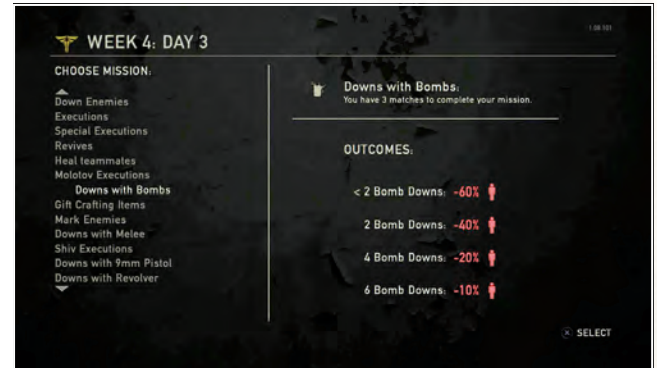 1.08.101
WEEK 4: DAY 3
CHOOSE MISSION:
Down Enemies
Executions
Special Executions
Revives
Heal teammates
Molotov Executions
Downs with Bombs
Gift Crafting Items
Mark Enemies
Downs with Melee
Shiv Executions
Downs with 9mm Pistol
Downs with Revolver
Downs with Bombs:
You have 3 matches to complete your mission.
OUTCOMES:
< 2 Bomb Downs: -60%
2 Bomb Downs: -40%
4 Bomb Downs: -20%
6 Bomb Downs: -10%
SELECT